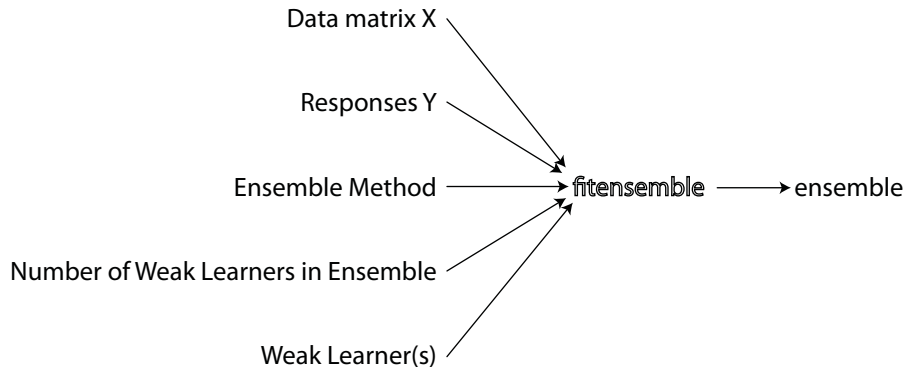 Data matrix X
Responses Y
Ensemble Method
fitensemble
ensemble
Number of Weak Learners in Ensemble
Weak Learner(s)